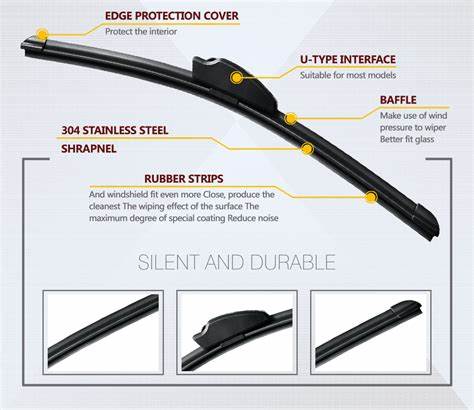 EDGE PROTECTION COVER
Protect the interior
U-TYPE INTERFACE
Suitable for most models
BAFFLE
Make use of wind
pressure to wiper
Better fit glass
304 STAINLESS STEEL
SHRAPNEL
RUBBER STRIPS
And windshield fit even more Close, produce the
cleanest The wiping effect of the surface The
maximum degree of special coating Reduce noise
SILENT AND DURABLE